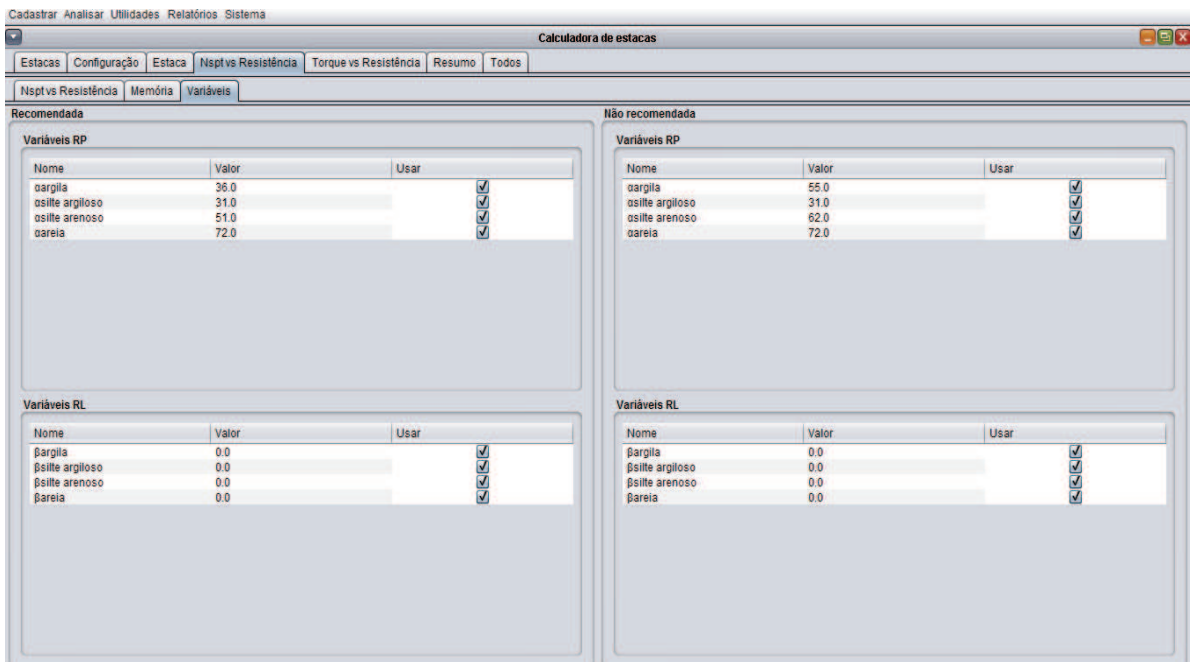 Cadastrar Analisar Utilidades Relatórios Sistema
Calculadora de estacas
Estacas Configuração Estaca Nspt vs Resistência Torque vs Resistência Resumo Todos
Nspt vs Resistência Memória Variáveis
Recomendada
Variáveis RP
Nome Valor Usar
αargila 36.0
αsilte argiloso 31.0
αsilte arenoso 51.0
αareia 72.0
Variáveis RL
Nome Valor Usar
βargila 0.0
βsilte argiloso 0.0
βsilte arenoso 0.0
βareia 0.0
Não recomendada
Variáveis RP
Nome Valor Usar
αargila 55.0
αsilte argiloso 31.0
αsilte arenoso 62.0
αareia 72.0
Variáveis RL
Nome Valor Usar
βargila 0.0
βsilte argiloso 0.0
βsilte arenoso 0.0
βareia 0.0